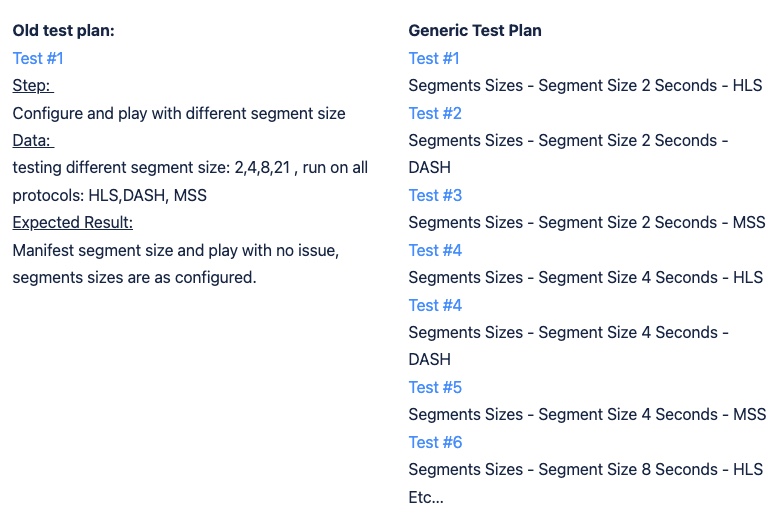 Old test plan:
Test #1
Step:
Configure and play with different segment size
Data:
testing different segment size: 2,4,8,21 , run on all
protocols: HLS,DASH, MSS
Expected Result:
Manifest segment size and play with no issue,
segments sizes are as configured.
Generic Test Plan
Test #1
Segments Sizes - Segment Size 2 Seconds - HLS
Test #2
Segments Sizes - Segment Size 2 Seconds -
DASH
Test #3
Segments Sizes - Segment Size 2 Seconds - MSS
Test #4
Segments Sizes - Segment Size 4 Seconds - HLS
Test #4
Segments Sizes - Segment Size 4 Seconds -
DASH
Test #5
Segments Sizes - Segment Size 4 Seconds - MSS
Test #6
Segments Sizes - Segment Size 8 Seconds - HLS
Etc...